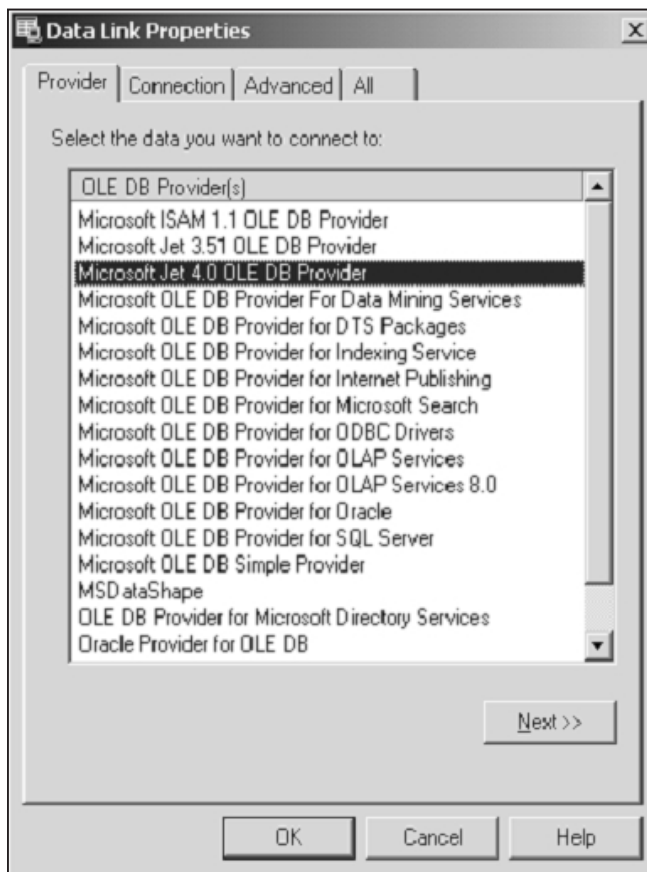 Data Link Properties
Provider Connection Advanced All
Select the data you want to connect to:
OLE DB Provider(s)
Microsoft ISAM 1.1 OLE DB Provider
Microsoft Jet 3.51 OLE DB Provider
Microsoft Jet 4.0 OLE DB Provider
Microsoft OLE DB Provider For Data Mining Services
Microsoft OLE DB Provider for DTS Packages
Microsoft OLE DB Provider for Indexing Service
Microsoft OLE DB Provider for Internet Publishing
Microsoft OLE DB Provider for Microsoft Search
Microsoft OLE DB Provider for ODBC Drivers
Microsoft OLE DB Provider for OLAP Services
Microsoft OLE DB Provider for OLAP Services 8.0
Microsoft OLE DB Provider for Oracle
Microsoft OLE DB Provider for SQL Server
Microsoft OLE DB Simple Provider
MSDataShape
OLE DB Provider for Microsoft Directory Services
Oracle Provider for OLE DB
Next >>
OK Cancel Help